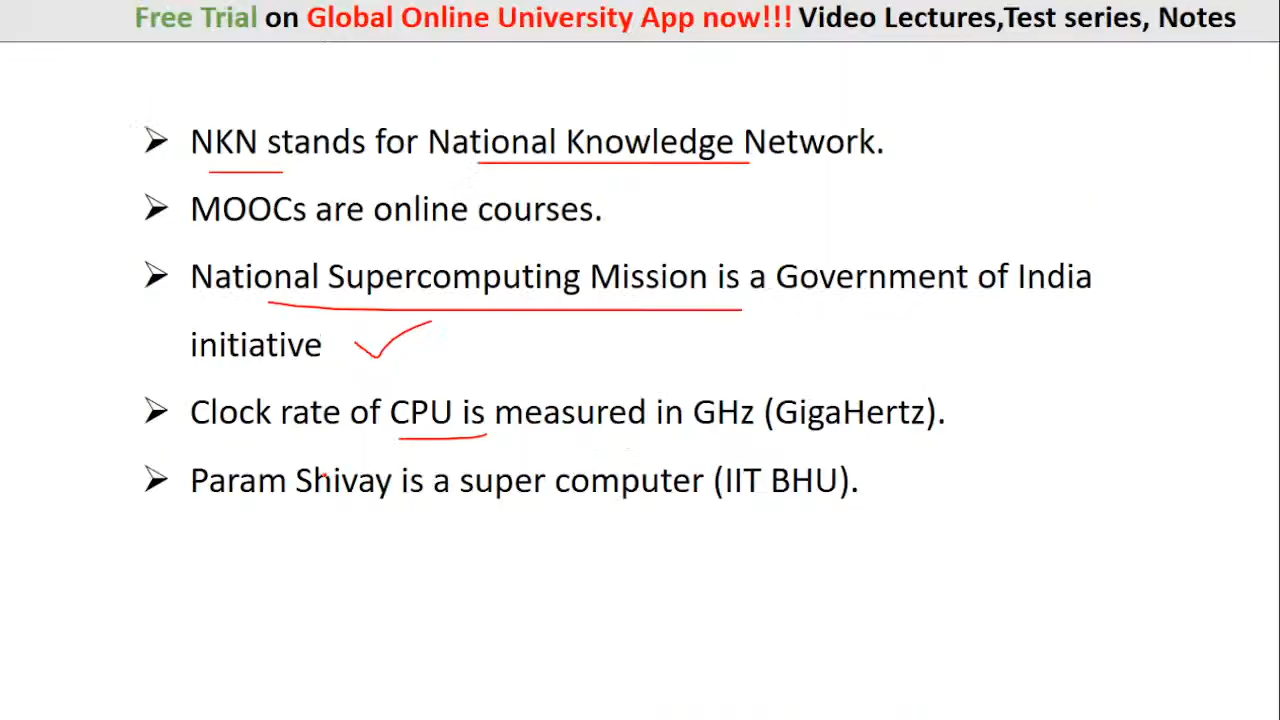 Free Trial on Global Online University App now!!! Video Lectures,Test series, Notes
➢ NKN stands for National Knowledge Network.
➢ MOOCs are online courses.
➢ National Supercomputing Mission is a Government of India
initiative
➢ Clock rate of CPU is measured in GHz (GigaHertz).
➢ Param Shivay is a super computer (IIT BHU).